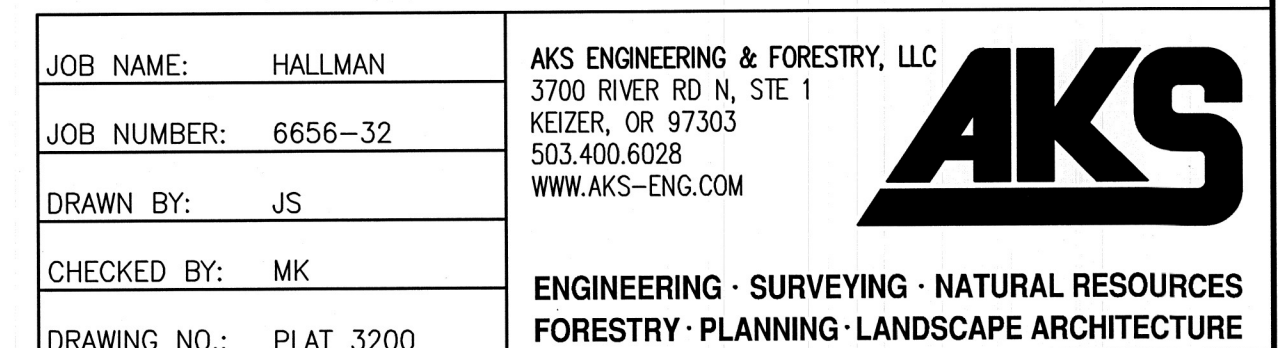 JOB NAME: HALLMAN
JOB NUMBER: 6656-32
DRAWN BY: JS
CHECKED BY: MK
DRAWING NO.: PLAT 3200
AKS ENGINEERING & FORESTRY, LLC
3700 RIVER RD N, STE 1
KEIZER, OR 97303
503.400.6028
WWW.AKS-ENG.COM
AKS
ENGINEERING · SURVEYING · NATURAL RESOURCES
FORESTRY · PLANNING · LANDSCAPE ARCHITECTURE